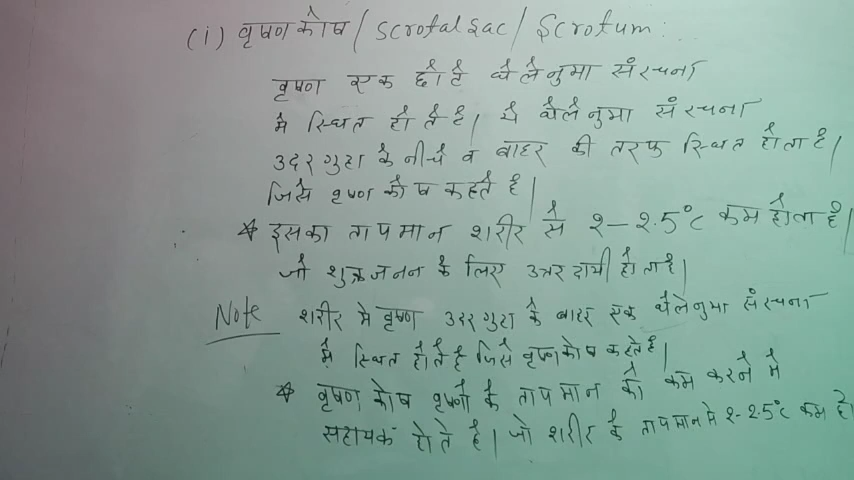 (i) वृषण कोष / Scrotal sac / Scrotum :
वृषण एक छोटे थैलेनुमा संरचना
मे स्थित होते है। ये थैलेनुमा संरचना
उदरगुहा के नीचे व बाहर की तरफ स्थित होता है।
जिसे वृषण कोष कहते है।
* इसका तापमान शरीर से 2-2.5°C कम होता है,
जो शुक्रजनन के लिए उत्तरदायी होता है।
Note शरीर मे वृषण उदरगुहा के बाहर एक थैलेनुमा संरचना
मे स्थित होते है जिसे वृषणकोष कहते है।
* वृषण कोष वृषणों के तापमान को कम करने मे
सहायक होते है। जो शरीर के तापमान मे 2-2.5°C कम है।